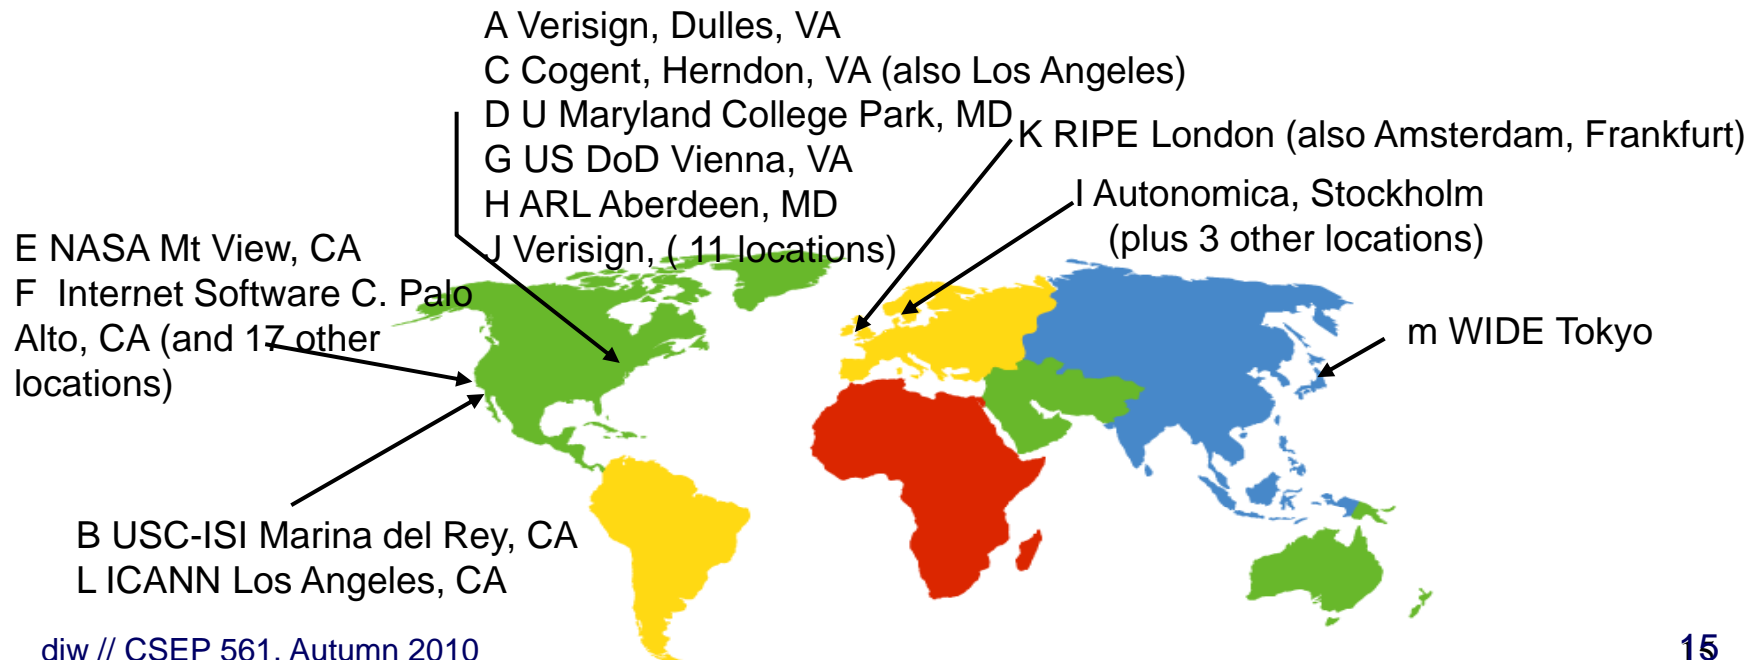 A Verisign, Dulles, VA
C Cogent, Herndon, VA (also Los Angeles)
D U Maryland College Park, MD
G US DoD Vienna, VA
H ARL Aberdeen, MD
J Verisign, ( 11 locations)
K RIPE London (also Amsterdam, Frankfurt)
I Autonomica, Stockholm
(plus 3 other locations)
E NASA Mt View, CA
F Internet Software C. Palo
Alto, CA (and 17 other
locations)
m WIDE Tokyo
B USC-ISI Marina del Rey, CA
L ICANN Los Angeles, CA
djw // CSEP 561, Autumn 2010
15